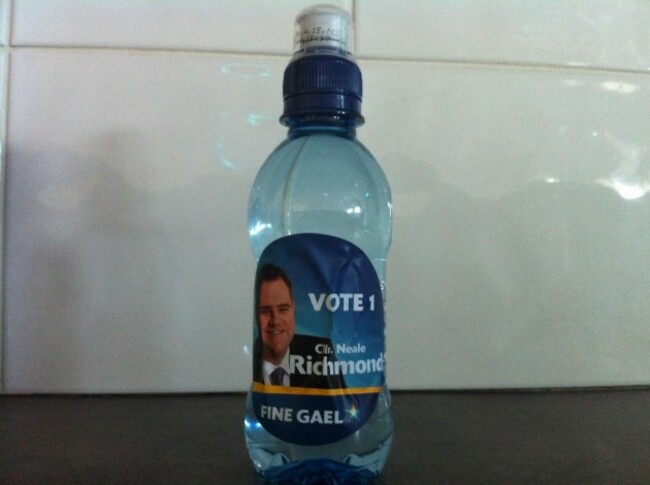 VOTE 1
Cllr. Neale
Richmond
FINE GAEL